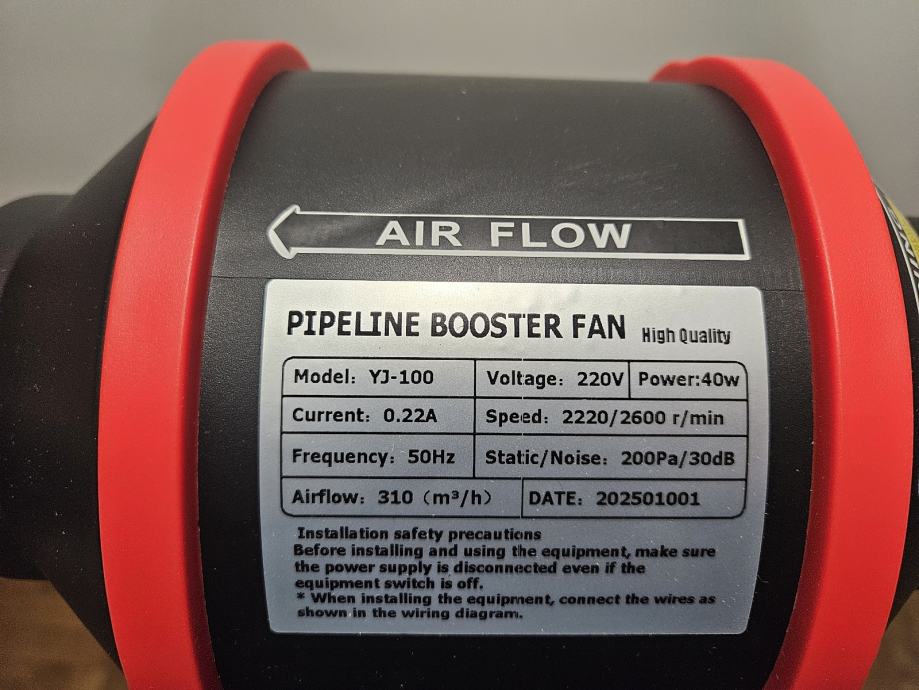 AIR FLOW
PIPELINE BOOSTER FAN High Quality
Model: YJ-100 Voltage: 220V Power:40w
Current: 0.22A Speed: 2220/2600 r/min
Frequency: 50Hz Static/Noise: 200Pa/30dB
Airflow: 310（m³/h） DATE: 202501001
Installation safety precautions
Before installing and using the equipment, make sure
the power supply is disconnected even if the
equipment switch is off.
* When installing the equipment, connect the wires as
shown in the wiring diagram.